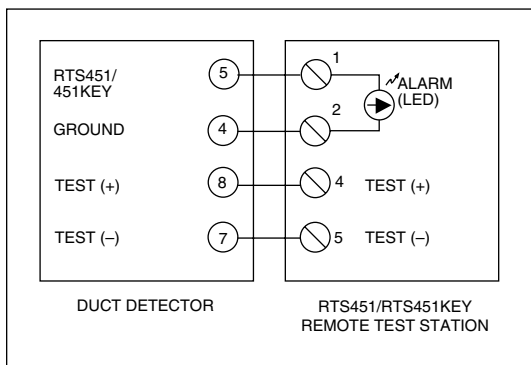 RTS451/
451KEY
5
1
ALARM
(LED)
GROUND
4
2
TEST (+)
8
4
TEST (+)
TEST (–)
7
5
TEST (–)
DUCT DETECTOR
RTS451/RTS451KEY
REMOTE TEST STATION